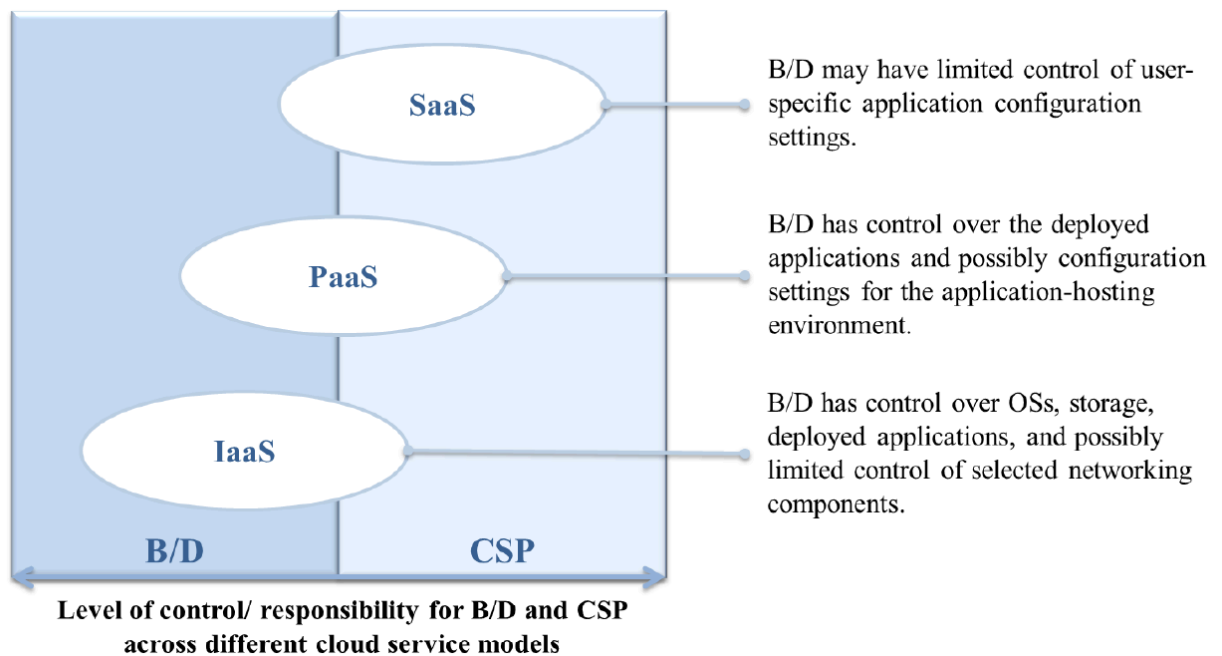 SaaS
B/D may have limited control of user-
specific application configuration
settings.
PaaS
B/D has control over the deployed
applications and possibly configuration
settings for the application-hosting
environment.
IaaS
B/D has control over OSs, storage,
deployed applications, and possibly
limited control of selected networking
components.
B/D
CSP
Level of control/ responsibility for B/D and CSP
across different cloud service models